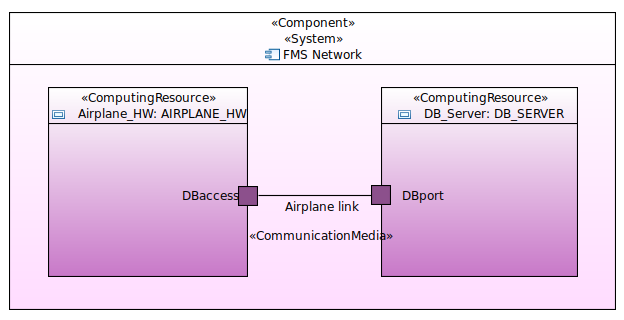 «Component»
«System»
FMS Network
«ComputingResource»
Airplane_HW: AIRPLANE_HW
«ComputingResource»
DB_Server: DB_SERVER
DBaccess
DBport
Airplane link
«CommunicationMedia»